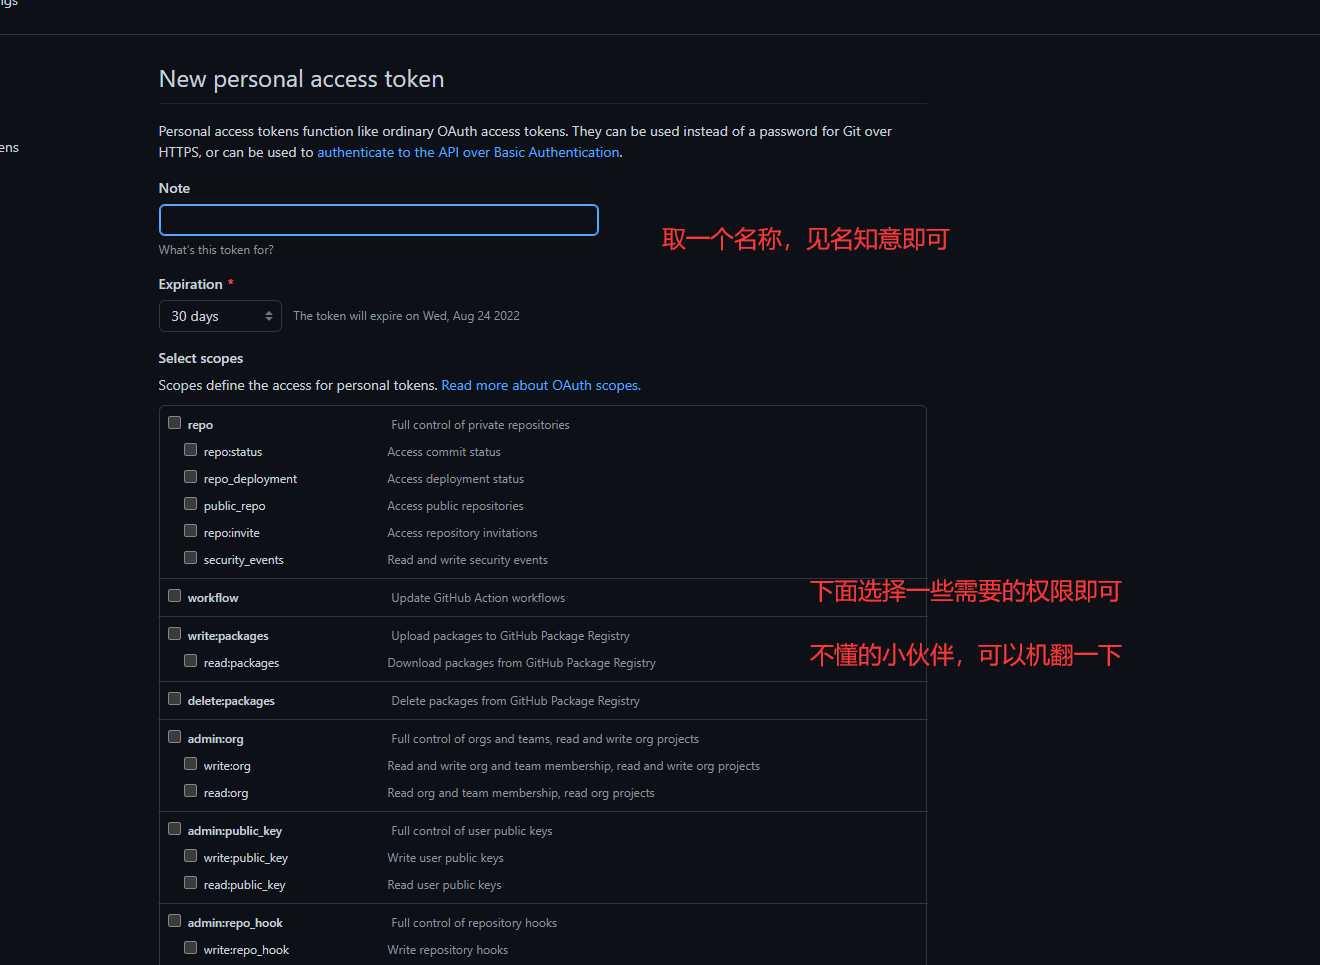 ngs
New personal access token
Personal access tokens function like ordinary OAuth access tokens. They can be used instead of a password for Git over
HTTPS, or can be used to authenticate to the API over Basic Authentication.
ens
Note
取一个名称，见名知意即可
What's this token for?
Expiration *
30 days The token will expire on Wed, Aug 24 2022
Select scopes
Scopes define the access for personal tokens. Read more about OAuth scopes.
repo Full control of private repositories
repo:status Access commit status
repo_deployment Access deployment status
public_repo Access public repositories
repo:invite Access repository invitations
security_events Read and write security events
下面选择一些需要的权限即可
workflow Update GitHub Action workflows
write:packages Upload packages to GitHub Package Registry
不懂的小伙伴，可以机翻一下
read:packages Download packages from GitHub Package Registry
delete:packages Delete packages from GitHub Package Registry
admin:org Full control of orgs and teams, read and write org projects
write:org Read and write org and team membership, read and write org projects
read:org Read org and team membership, read org projects
admin:public_key Full control of user public keys
write:public_key Write user public keys
read:public_key Read user public keys
admin:repo_hook Full control of repository hooks
write:repo_hook Write repository hooks